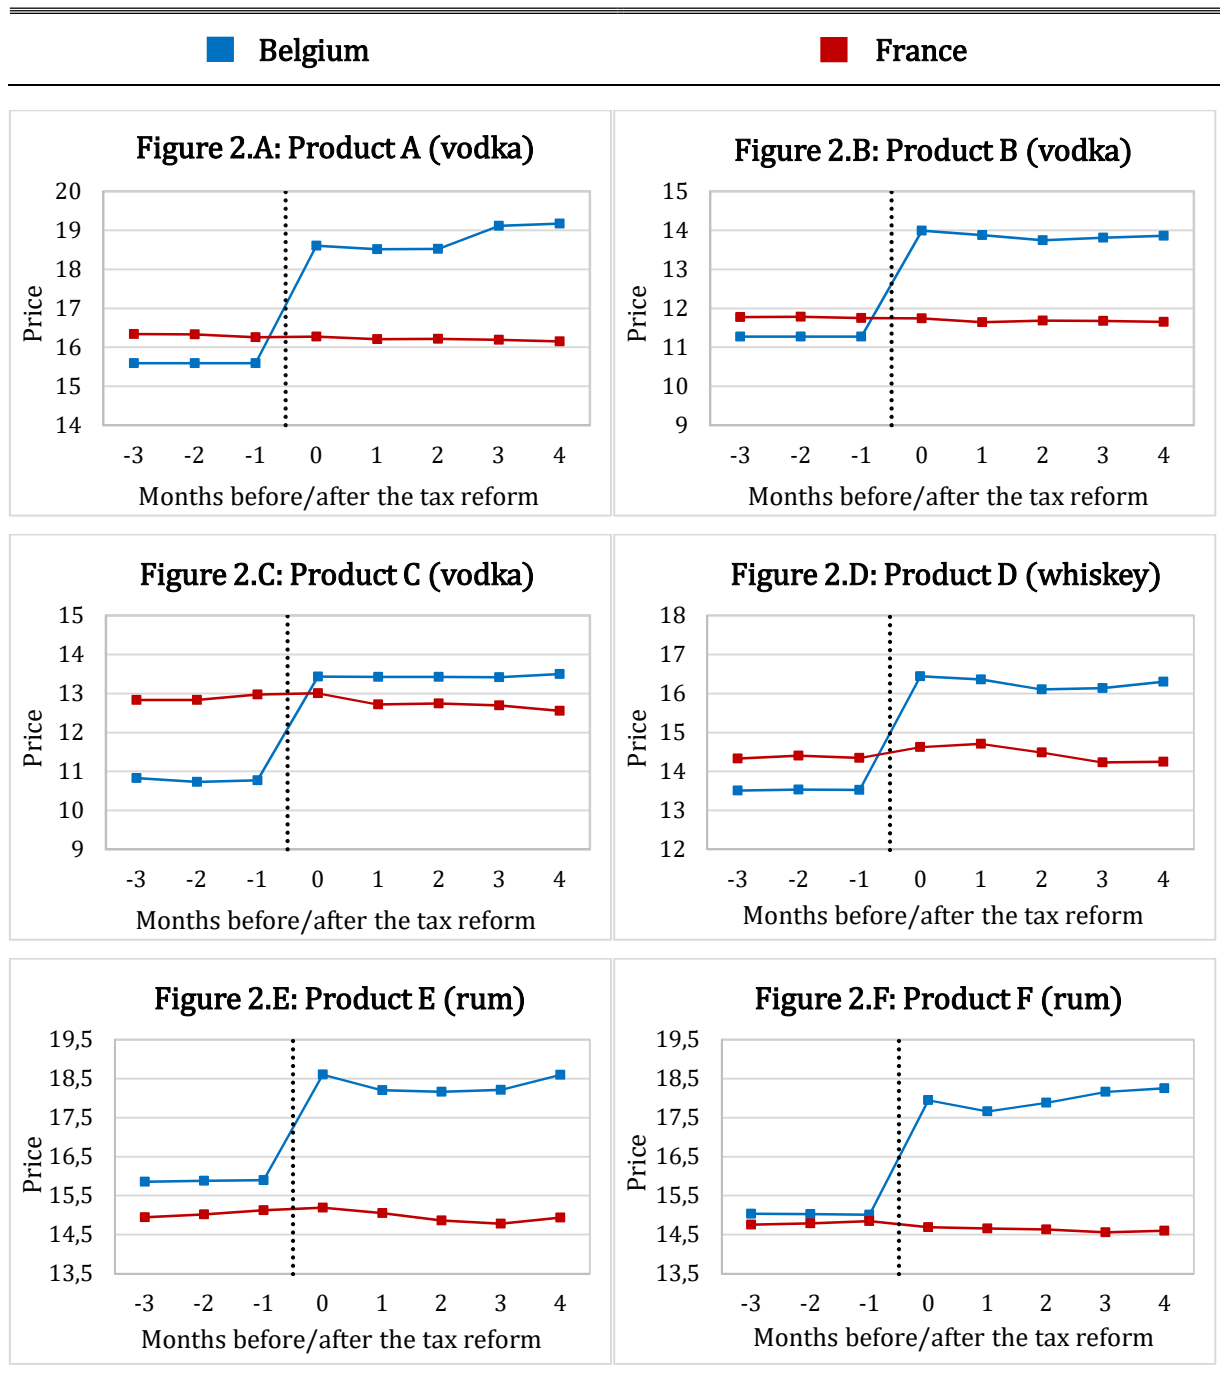 Belgium France
Figure 2.A: Product A (vodka)
20
19
18
17
16
15
14
Price
-3 -2 -1 0 1 2 3 4
Months before/after the tax reform
Figure 2.B: Product B (vodka)
15
14
13
12
11
10
9
Price
-3 -2 -1 0 1 2 3 4
Months before/after the tax reform
Figure 2.C: Product C (vodka)
15
14
13
12
11
10
9
Price
-3 -2 -1 0 1 2 3 4
Months before/after the tax reform
Figure 2.D: Product D (whiskey)
18
17
16
15
14
13
12
Price
-3 -2 -1 0 1 2 3 4
Months before/after the tax reform
Figure 2.E: Product E (rum)
19,5
18,5
17,5
16,5
15,5
14,5
13,5
Price
-3 -2 -1 0 1 2 3 4
Months before/after the tax reform
Figure 2.F: Product F (rum)
19,5
18,5
17,5
16,5
15,5
14,5
13,5
Price
-3 -2 -1 0 1 2 3 4
Months before/after the tax reform